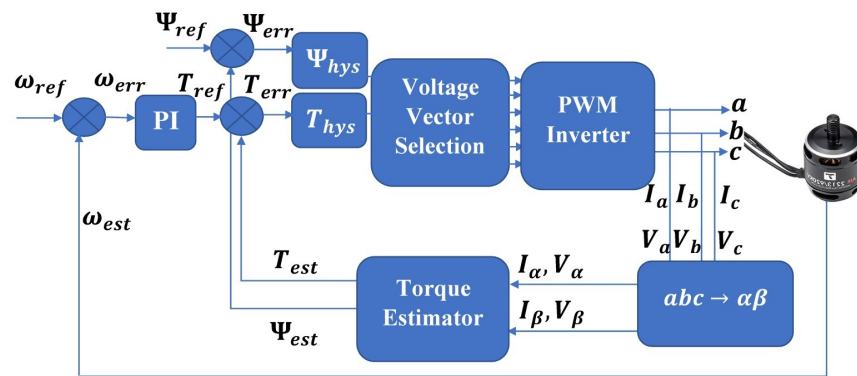 Ψref
Ψerr
Ψhys
ωref
ωerr
Tref
Terr
PI
Thys
Voltage
Vector
Selection
PWM
Inverter
a
b
c
Ia Ib Ic
Va Vb Vc
ωest
Test
Ψest
Torque
Estimator
Iα, Vα
Iβ, Vβ
abc → αβ